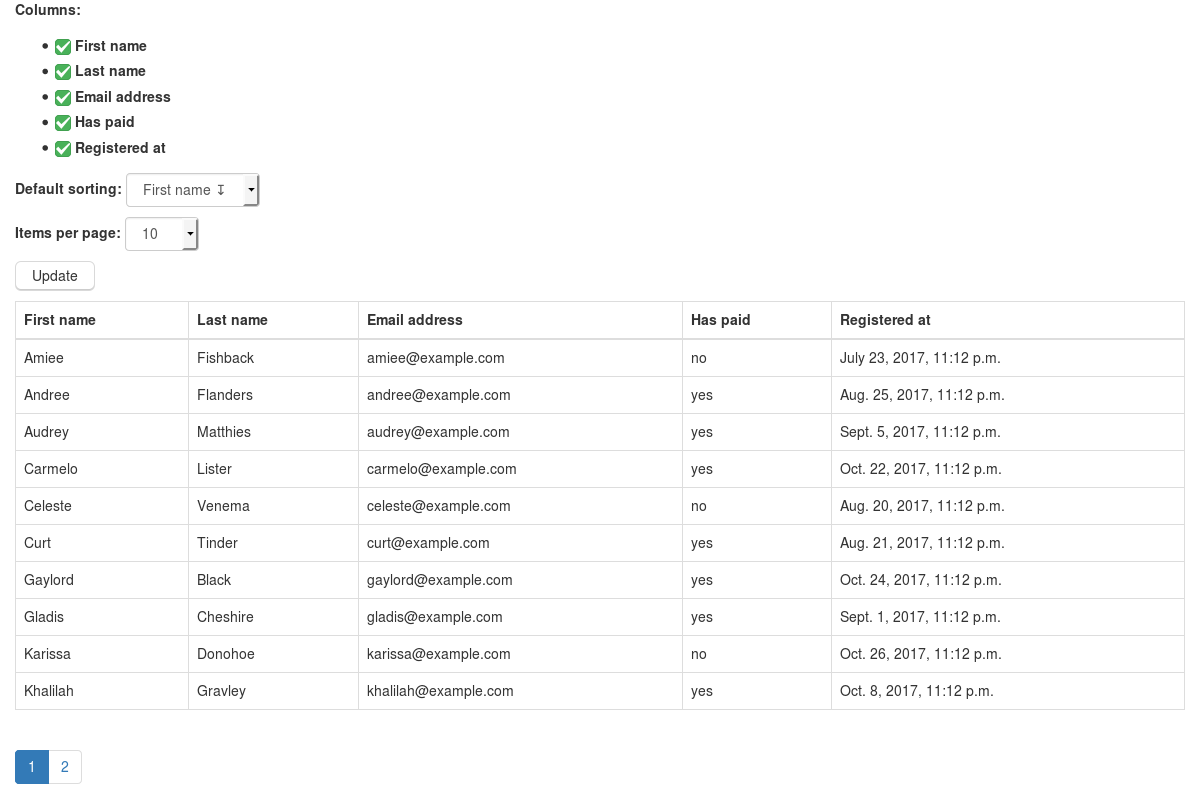 Columns:
First name
Last name
Email address
Has paid
Registered at
Default sorting: First name ↧
Items per page: 10
Update
First name Last name Email address Has paid Registered at
Amiee Fishback amiee@example.com no July 23, 2017, 11:12 p.m.
Andree Flanders andree@example.com yes Aug. 25, 2017, 11:12 p.m.
Audrey Matthies audrey@example.com yes Sept. 5, 2017, 11:12 p.m.
Carmelo Lister carmelo@example.com yes Oct. 22, 2017, 11:12 p.m.
Celeste Venema celeste@example.com no Aug. 20, 2017, 11:12 p.m.
Curt Tinder curt@example.com yes Aug. 21, 2017, 11:12 p.m.
Gaylord Black gaylord@example.com yes Oct. 24, 2017, 11:12 p.m.
Gladis Cheshire gladis@example.com yes Sept. 1, 2017, 11:12 p.m.
Karissa Donohoe karissa@example.com no Oct. 26, 2017, 11:12 p.m.
Khalilah Gravley khalilah@example.com yes Oct. 8, 2017, 11:12 p.m.
1 2